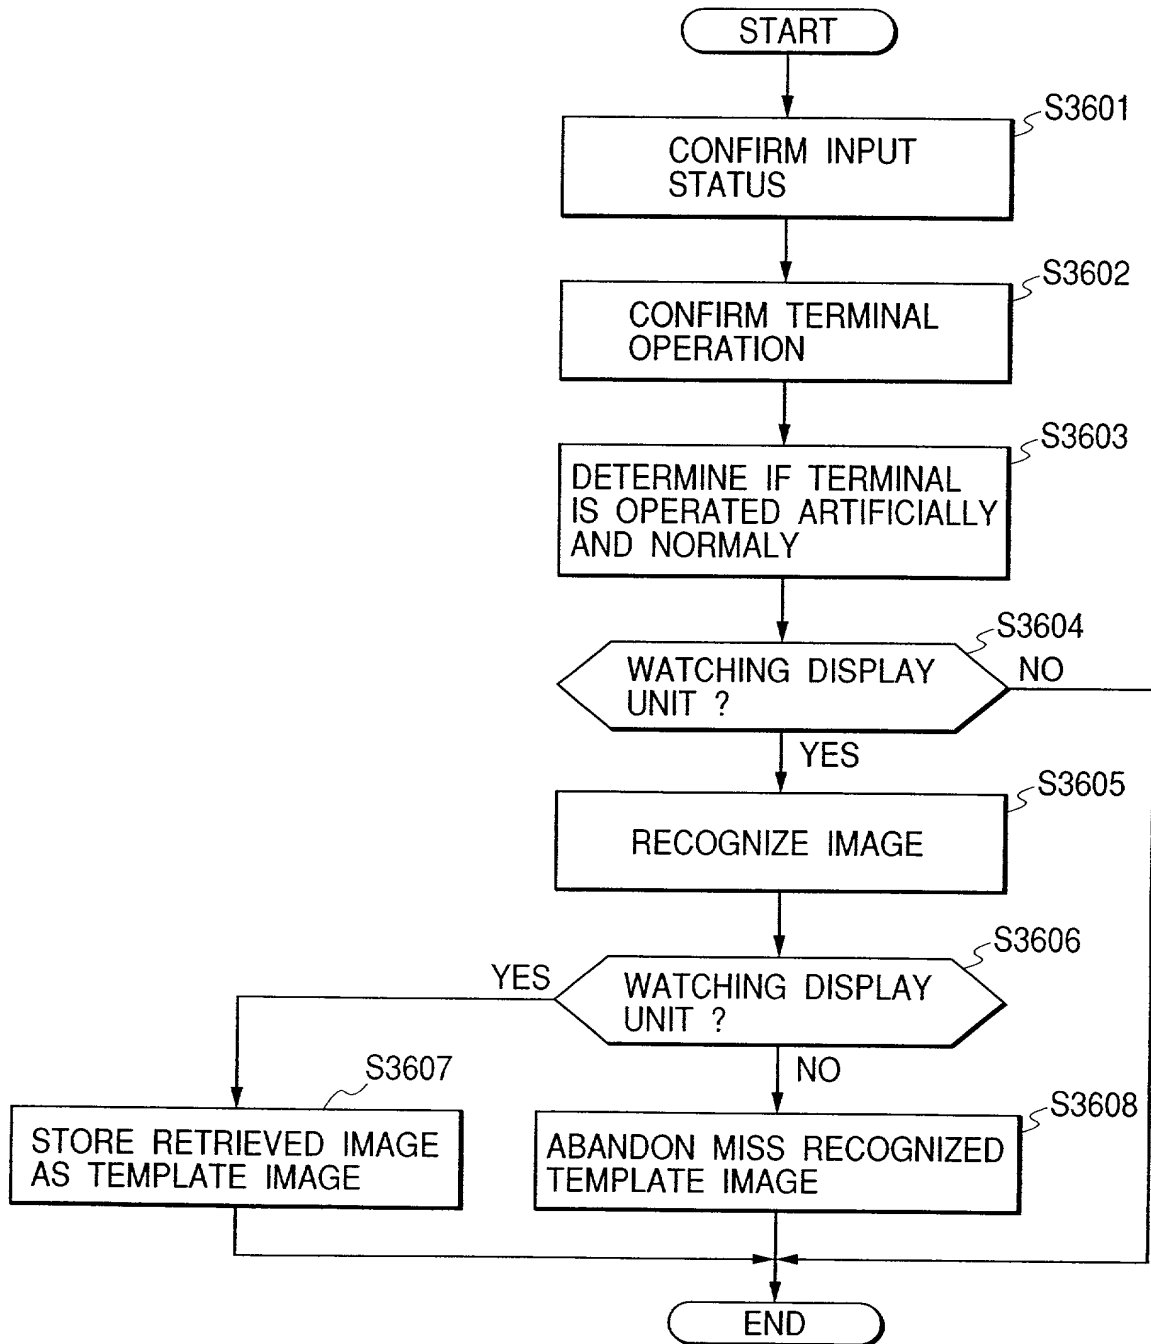 START
S3601
CONFIRM INPUT
STATUS
S3602
CONFIRM TERMINAL
OPERATION
S3603
DETERMINE IF TERMINAL
IS OPERATED ARTIFICIALLY
AND NORMALY
S3604
WATCHING DISPLAY
UNIT ?
NO
YES
S3605
RECOGNIZE IMAGE
S3606
YES
WATCHING DISPLAY
UNIT ?
NO
S3607
STORE RETRIEVED IMAGE
AS TEMPLATE IMAGE
S3608
ABANDON MISS RECOGNIZED
TEMPLATE IMAGE
END